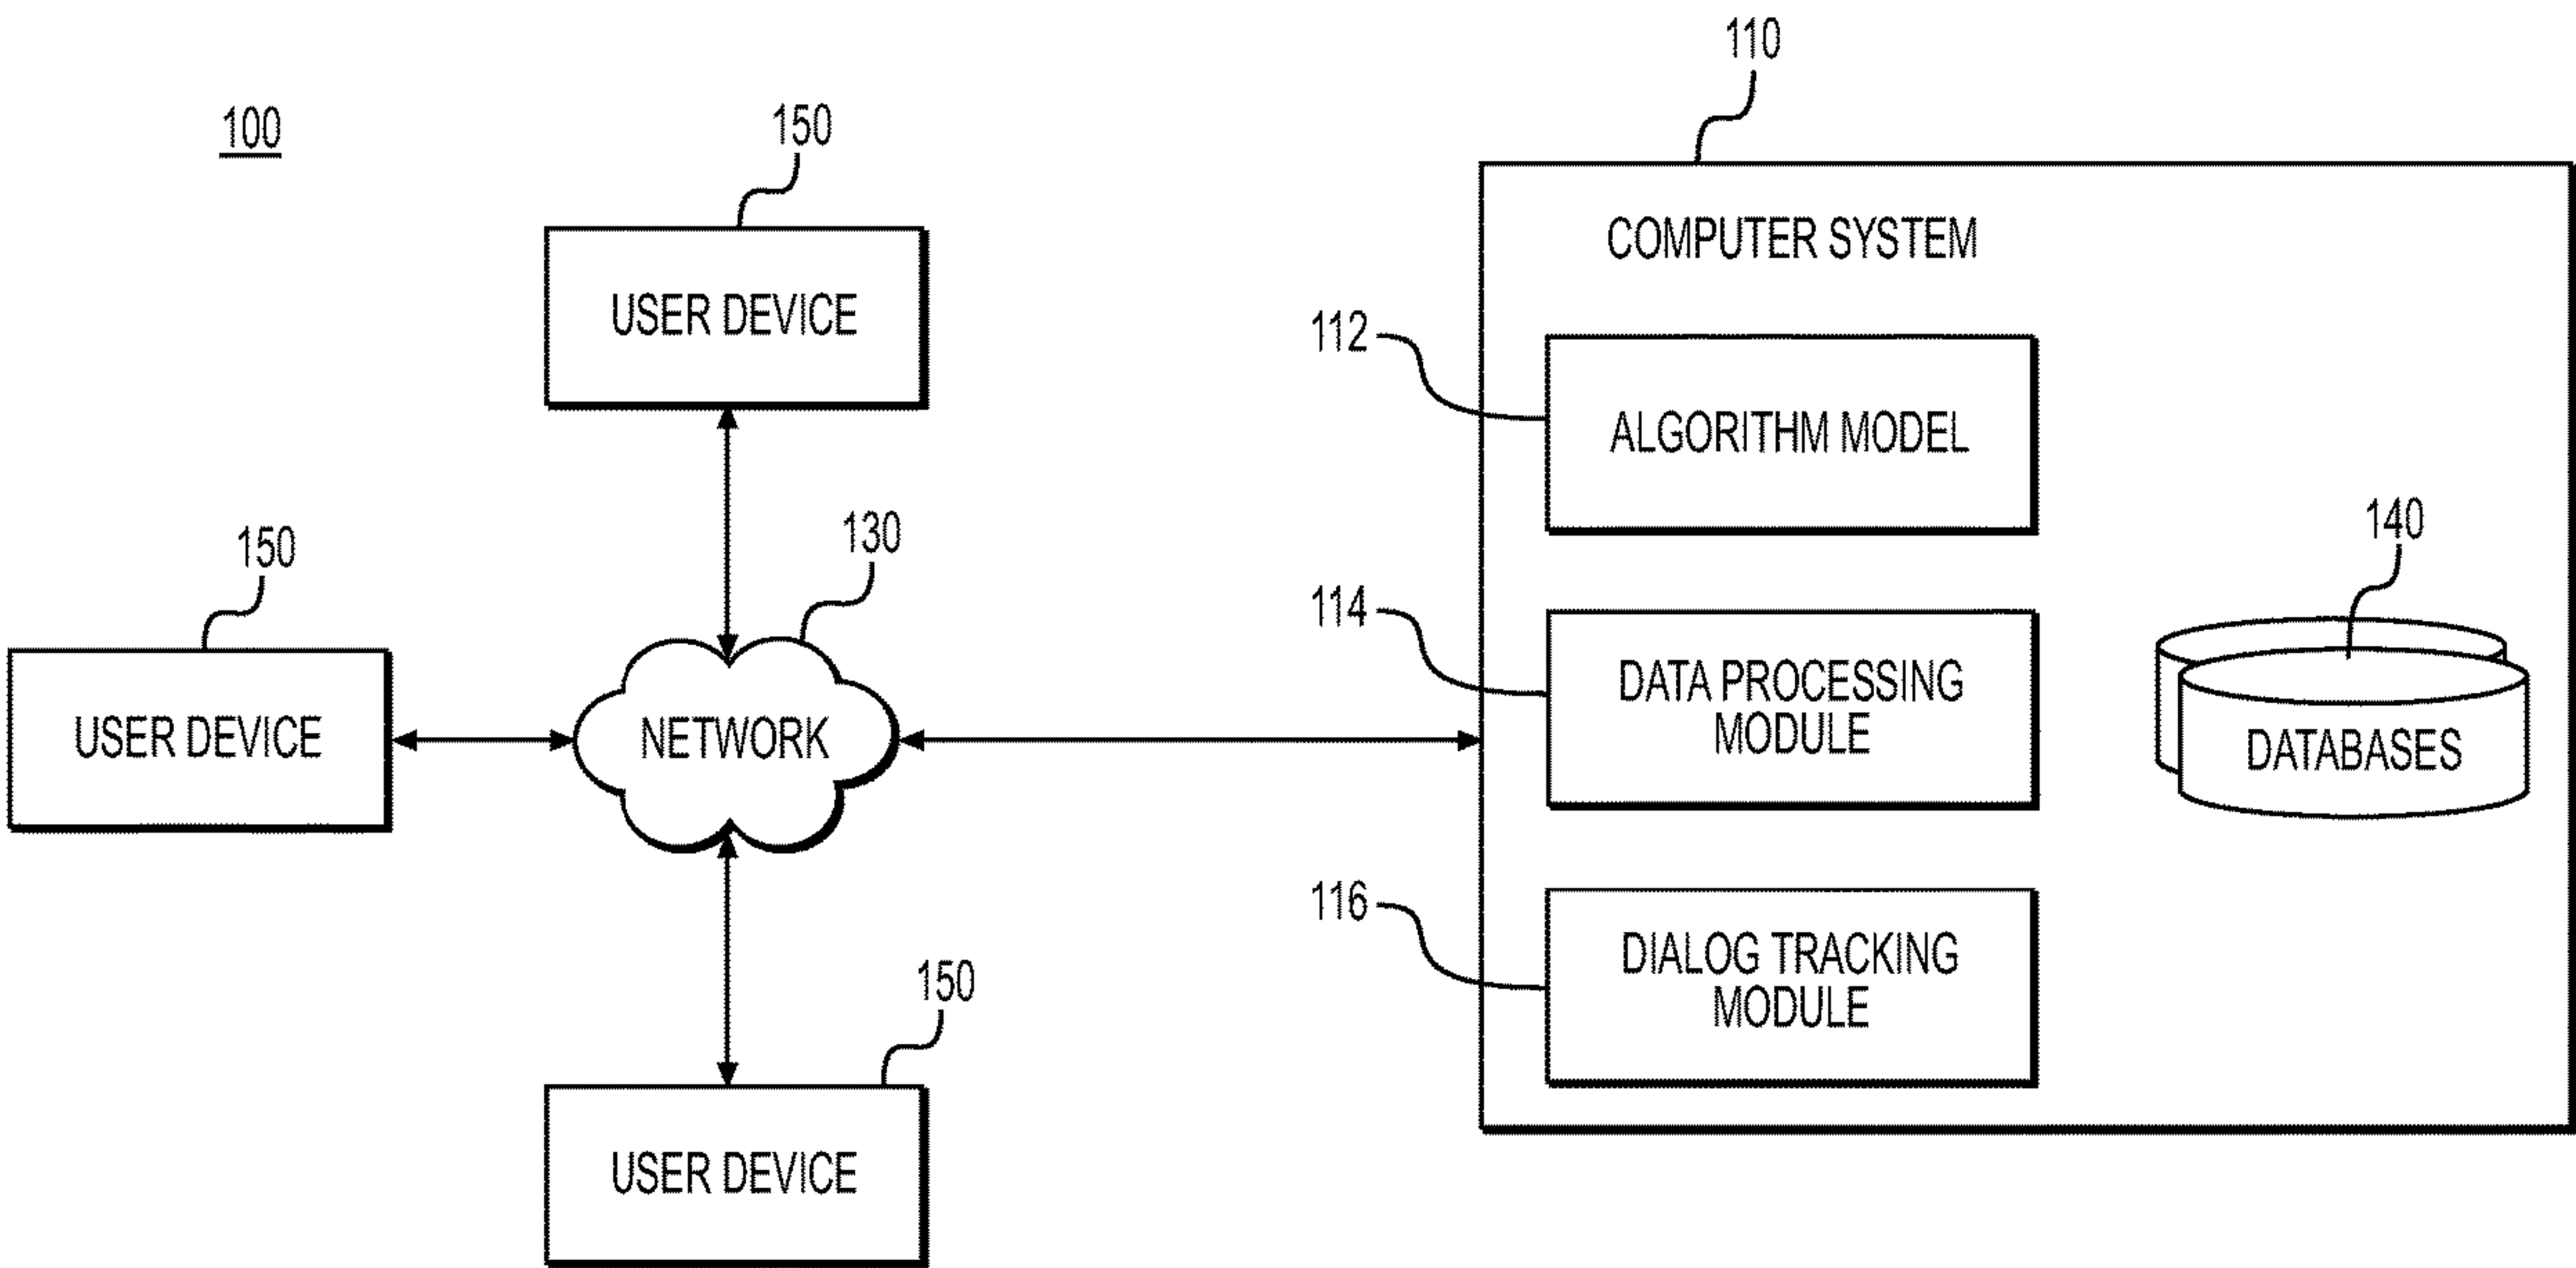 100
110
150
USER DEVICE
COMPUTER SYSTEM
112
ALGORITHM MODEL
150
USER DEVICE
130
NETWORK
114
DATA PROCESSING
MODULE
140
DATABASES
116
DIALOG TRACKING
MODULE
150
USER DEVICE